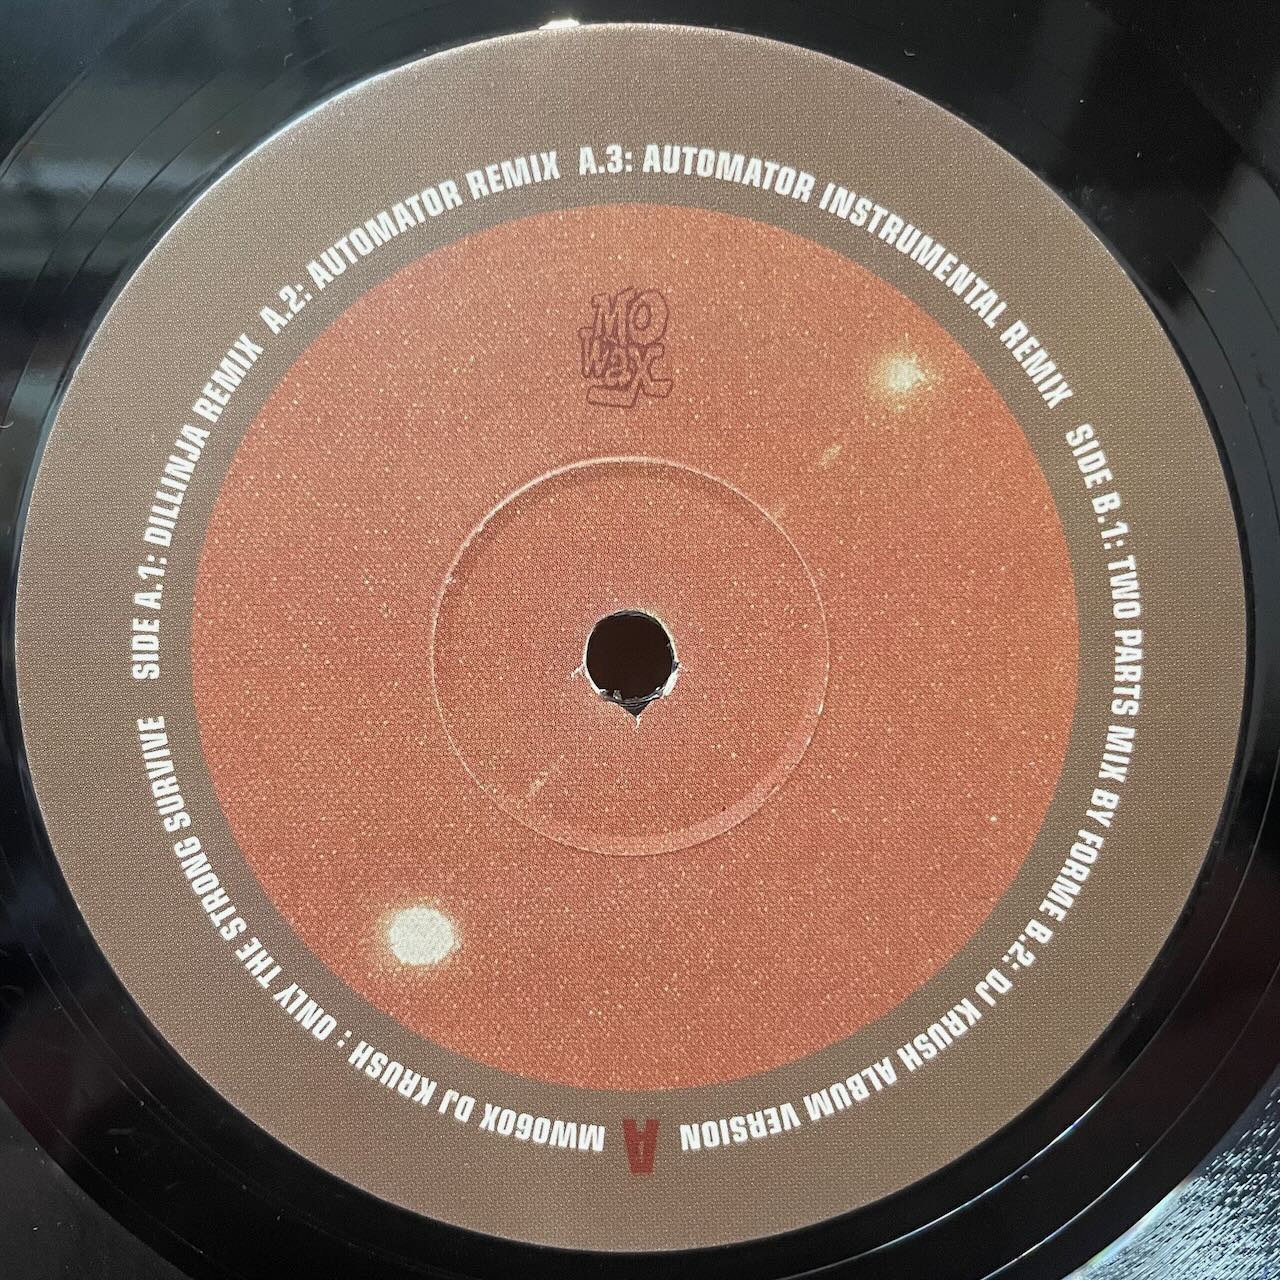 MO
Wax
MW060X DJ KRUSH : ONLY THE STRONG SURVIVE SIDE A.1: DILLINJA REMIX A.2: AUTOMATOR REMIX A.3: AUTOMATOR INSTRUMENTAL REMIX SIDE B.1: TWO PARTS MIX BY FORME B.2: DJ KRUSH ALBUM VERSION
A